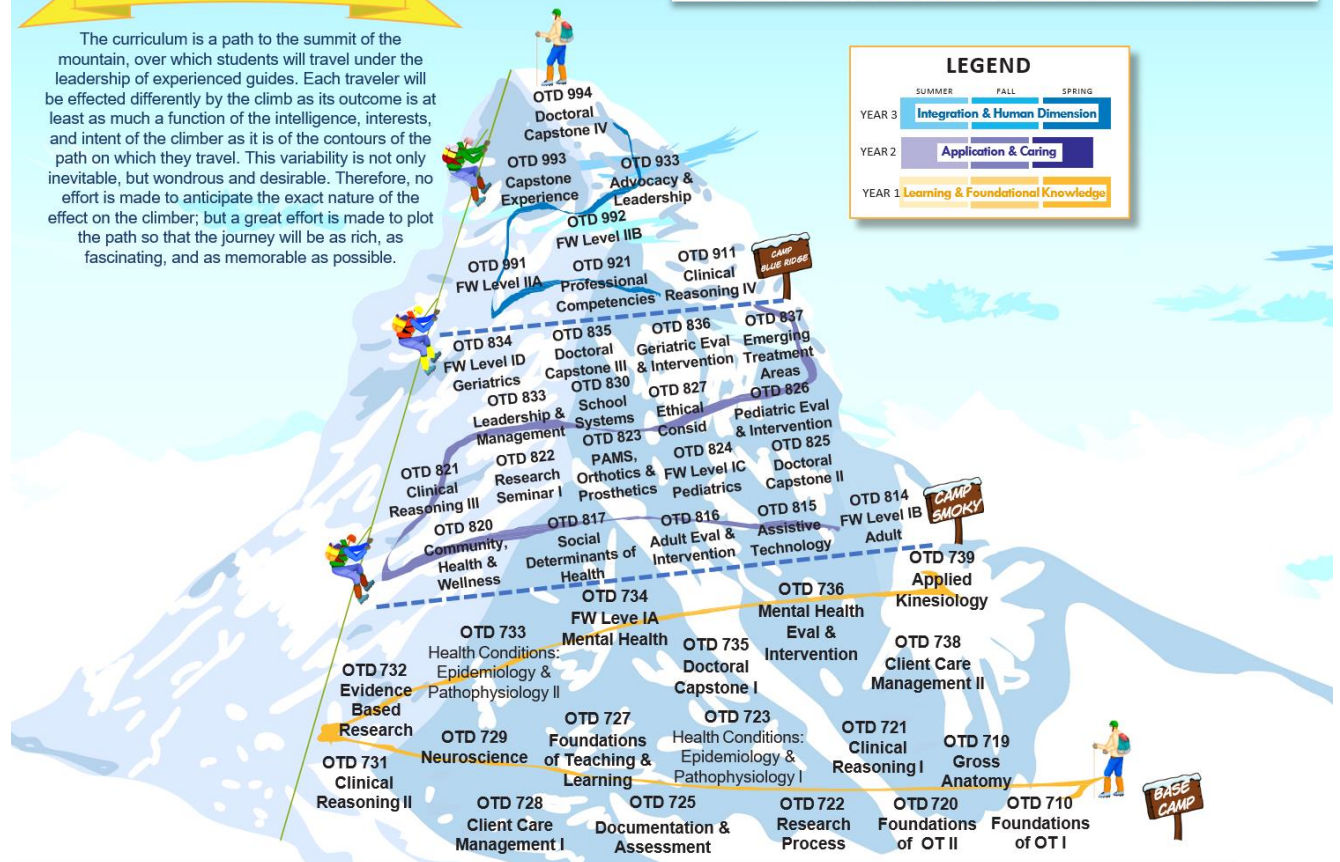 The curriculum is a path to the summit of the
mountain, over which students will travel under the
leadership of experienced guides. Each traveler will
be effected differently by the climb as its outcome is at
least as much a function of the intelligence, interests,
and intent of the climber as it is of the contours of the
path on which they travel. This variability is not only
inevitable, but wondrous and desirable. Therefore, no
effort is made to anticipate the exact nature of the
effect on the climber; but a great effort is made to plot
the path so that the journey will be as rich, as
fascinating, and as memorable as possible.
LEGEND
SUMMER FALL SPRING
YEAR 3 Integration & Human Dimension
YEAR 2 Application & Caring
YEAR 1 Learning & Foundational Knowledge
OTD 994
Doctoral
Capstone IV
OTD 993
Capstone
Experience
OTD 933
Advocacy &
Leadership
OTD 992
FW Level IIB
OTD 991
FW Level IIA
OTD 921
Professional
Competencies
OTD 911
Clinical
Reasoning IV
CAMP
BLUE RIDGE
OTD 834
FW Level ID
Geriatrics
OTD 835
Doctoral
Capstone III
OTD 836
Geriatric Eval
& Intervention
OTD 837
Emerging
Treatment
Areas
OTD 833
Leadership &
Management
OTD 830
School
Systems
OTD 827
Ethical
Consid
OTD 826
Pediatric Eval
& Intervention
OTD 821
Clinical
Reasoning III
OTD 822
Research
Seminar I
OTD 823
PAMS,
Orthotics &
Prosthetics
OTD 824
FW Level IC
Pediatrics
OTD 825
Doctoral
Capstone II
OTD 820
Community,
Health &
Wellness
OTD 817
Social
Determinants of
Health
OTD 816
Adult Eval &
Intervention
OTD 815
Assistive
Technology
OTD 814
FW Level IB
Adult
CAMP
SMOKY
OTD 732
Evidence
Based
Research
OTD 733
Health Conditions:
Epidemiology &
Pathophysiology II
OTD 734
FW Leve IA
Mental Health
OTD 735
Doctoral
Capstone I
OTD 736
Mental Health
Eval &
Intervention
OTD 739
Applied
Kinesiology
OTD 738
Client Care
Management II
OTD 731
Clinical
Reasoning II
OTD 729
Neuroscience
OTD 727
Foundations
of Teaching &
Learning
OTD 723
Health Conditions:
Epidemiology &
Pathophysiology I
OTD 721
Clinical
Reasoning I
OTD 719
Gross
Anatomy
OTD 728
Client Care
Management I
OTD 725
Documentation &
Assessment
OTD 722
Research
Process
OTD 720
Foundations
of OT II
OTD 710
Foundations
of OT I
BASE
CAMP